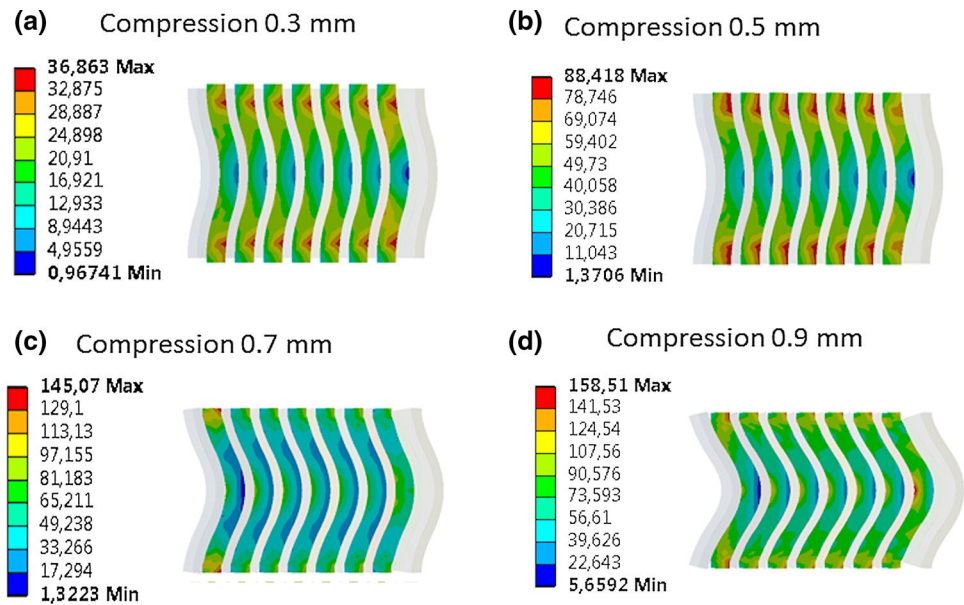 (a) Compression 0.3 mm
36,863 Max
32,875
28,887
24,898
20,91
16,921
12,933
8,9443
4,9559
0,96741 Min
(b) Compression 0.5 mm
88,418 Max
78,746
69,074
59,402
49,73
40,058
30,386
20,715
11,043
1,3706 Min
(c) Compression 0.7 mm
145,07 Max
129,1
113,13
97,155
81,183
65,211
49,238
33,266
17,294
1,3223 Min
(d) Compression 0.9 mm
158,51 Max
141,53
124,54
107,56
90,576
73,593
56,61
39,626
22,643
5,6592 Min